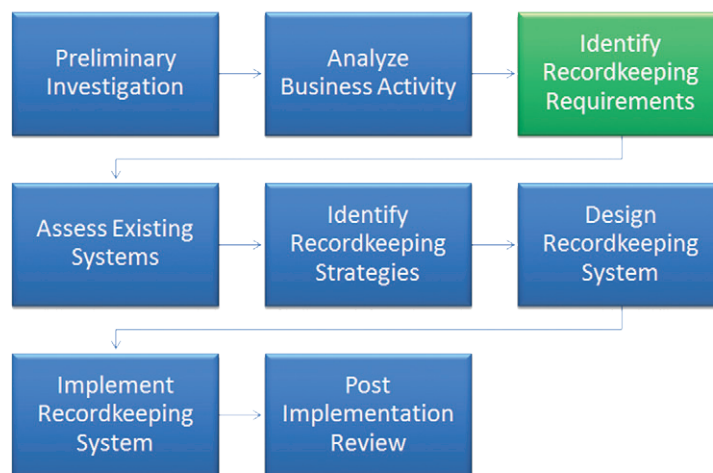 Preliminary
Investigation
Analyze
Business Activity
Identify
Recordkeeping
Requirements
Assess Existing
Systems
Identify
Recordkeeping
Strategies
Design
Recordkeeping
System
Implement
Recordkeeping
System
Post
Implementation
Review